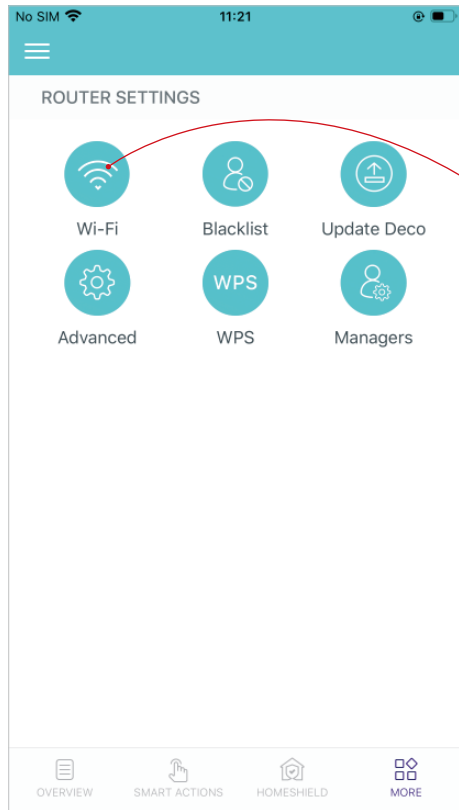 No SIM 11:21
ROUTER SETTINGS
Wi-Fi Blacklist Update Deco
WPS
Advanced WPS Managers
OVERVIEW SMART ACTIONS HOMESHIELD MORE